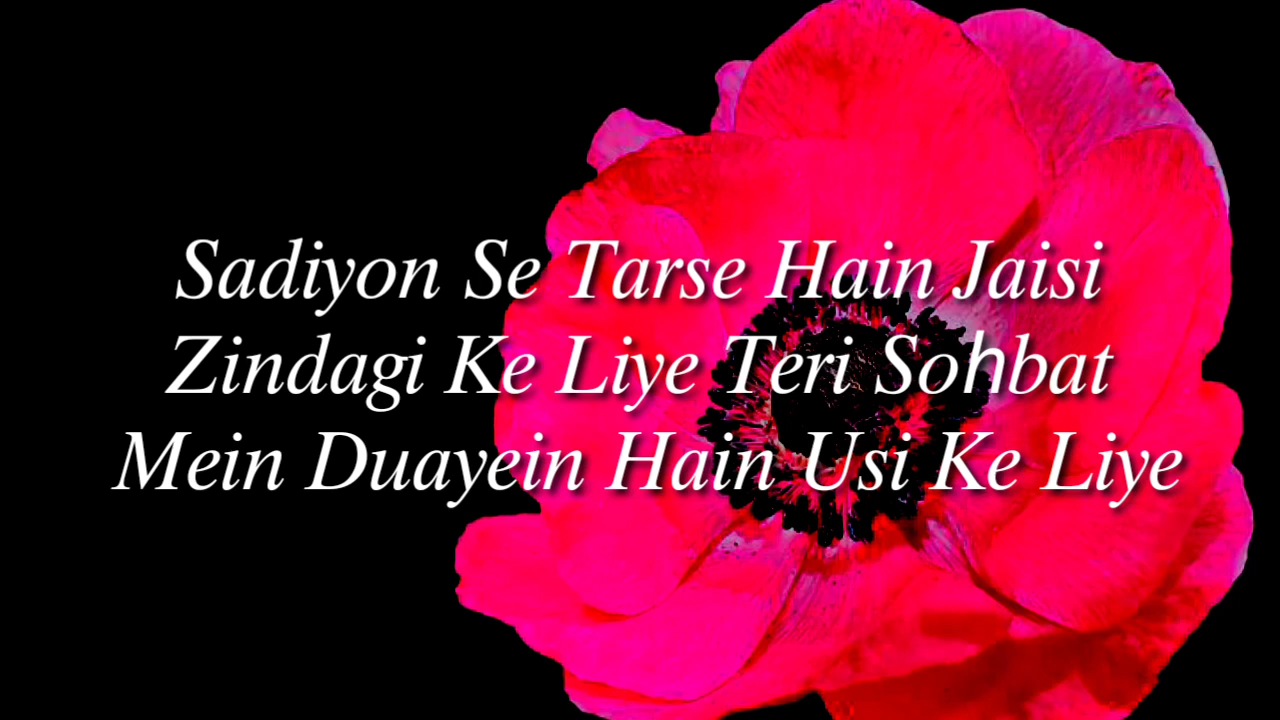 Sadiyon Se Tarse Hain Jaisi
Zindagi Ke Liye Teri Sohbat
Mein Duayein Hain Usi Ke Liye